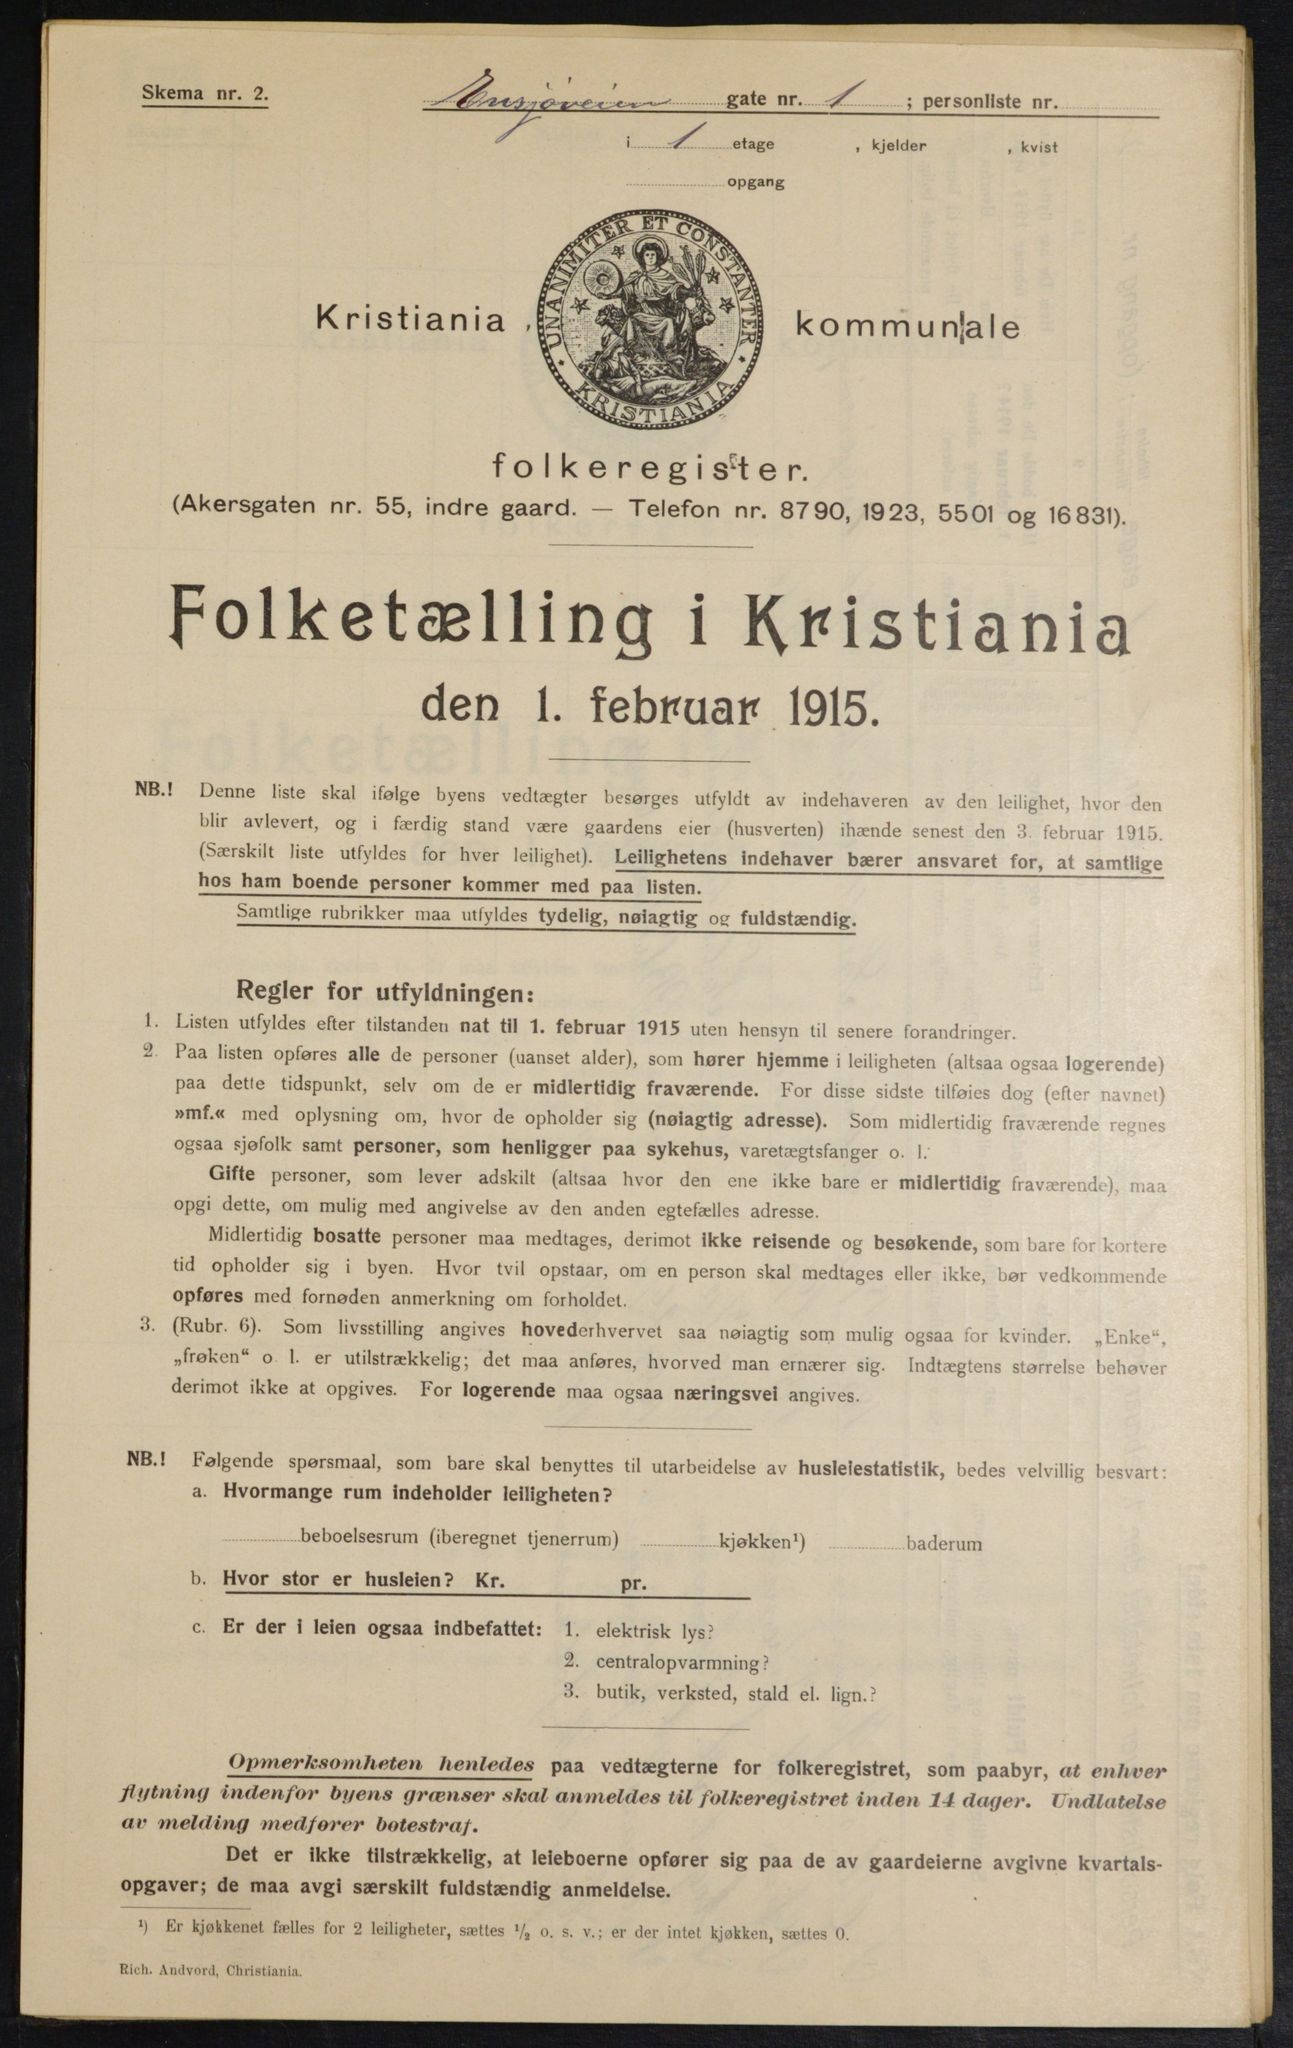 Skema nr. 2.
Ensjøveien gate nr. 1 ; personliste nr.
i 1 etage , kjelder , kvist
opgang
UNANIMITER ET CONSTANTER
KRISTIANIA
Kristiania kommunale
folkeregister.
(Akersgaten nr. 55, indre gaard. — Telefon nr. 8790, 1923, 5501 og 16831).
Folketælling i Kristiania
den 1. februar 1915.
NB.! Denne liste skal ifølge byens vedtægter besørges utfyldt av indehaveren av den leilighet, hvor den
blir avlevert, og i færdig stand være gaardens eier (husverten) ihænde senest den 3. februar 1915.
(Særskilt liste utfyldes for hver leilighet). Leilighetens indehaver bærer ansvaret for, at samtlige
hos ham boende personer kommer med paa listen.
Samtlige rubrikker maa utfyldes tydelig, nøiagtig og fuldstændig.
Regler for utfyldningen:
1. Listen utfyldes efter tilstanden nat til 1. februar 1915 uten hensyn til senere forandringer.
2. Paa listen opføres alle de personer (uanset alder), som hører hjemme i leiligheten (altsaa ogsaa logerende)
paa dette tidspunkt, selv om de er midlertidig fraværende. For disse sidste tilføies dog (efter navnet)
»mf.« med oplysning om, hvor de opholder sig (nøiagtig adresse). Som midlertidig fraværende regnes
ogsaa sjøfolk samt personer, som henligger paa sykehus, varetægtsfanger o. l.
Gifte personer, som lever adskilt (altsaa hvor den ene ikke bare er midlertidig fraværende), maa
opgi dette, om mulig med angivelse av den anden egtefælles adresse.
Midlertidig bosatte personer maa medtages, derimot ikke reisende og besøkende, som bare for kortere
tid opholder sig i byen. Hvor tvil opstaar, om en person skal medtages eller ikke, bør vedkommende
opføres med fornøden anmerkning om forholdet.
3. (Rubr. 6). Som livsstilling angives hovederhvervet saa nøiagtig som mulig ogsaa for kvinder. „Enke“,
„frøken“ o l. er utilstrækkelig; det maa anføres, hvorved man ernærer sig. Indtægtens størrelse behøver
derimot ikke at opgives. For logerende maa ogsaa næringsvei angives.
NB.! Følgende spørsmaal, som bare skal benyttes til utarbeidelse av husleiestatistik, bedes velvillig besvart:
a. Hvormange rum indeholder leiligheten?
beboelsesrum (iberegnet tjenerrum) kjøkken¹) baderum
b. Hvor stor er husleien? Kr. pr.
c. Er der i leien ogsaa indbefattet: 1. elektrisk lys?
2. centralopvarmning?
3. butik, verksted, stald el. lign.?
Opmerksomheten henledes paa vedtægterne for folkeregistret, som paabyr, at enhver
flytning indenfor byens grænser skal anmeldes til folkeregistret inden 14 dager. Undlatelse
av melding medfører bøtestraf.
Det er ikke tilstrækkelig, at leieboerne opfører sig paa de av gaardeierne avgivne kvartals-
opgaver; de maa avgi særskilt fuldstændig anmeldelse.
¹) Er kjøkkenet fælles for 2 leiligheter, sættes ½ o. s. v.; er der intet kjøkken, sættes 0.
Rich. Andvord, Christiania.